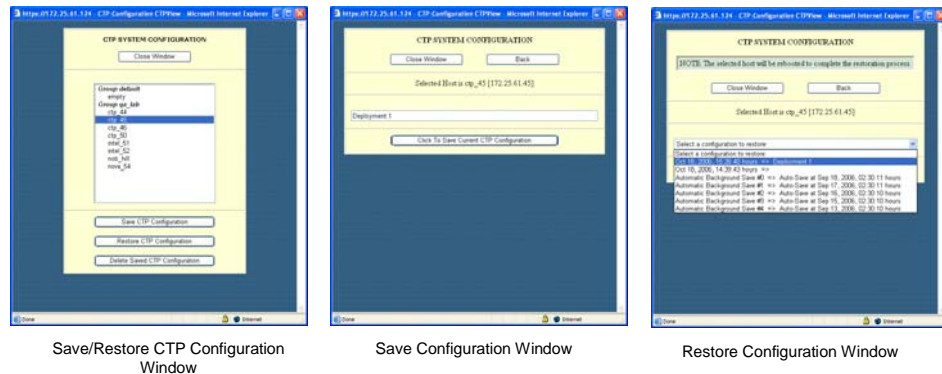 https://172.25.61.124 - CTP Configuration CTPView - Microsoft Internet Explorer
CTP SYSTEM CONFIGURATION
Close Window
Group default
empty
Group qa_lab
ctp_44
ctp_45
ctp_46
ctp_50
intel_51
intel_52
nob_hill
nova_54
Save CTP Configuration
Restore CTP Configuration
Delete Saved CTP Configuration
Done
Internet
Save/Restore CTP Configuration
Window
https://172.25.61.124 - CTP Configuration CTPView - Microsoft Internet Explorer
CTP SYSTEM CONFIGURATION
Close Window
Back
Selected Host is ctp_45 [172.25.61.45]
Deployment 1
Click To Save Current CTP Configuration
Done
Internet
Save Configuration Window
https://172.25.61.124 - CTP Configuration CTPView - Microsoft Internet Explorer
CTP SYSTEM CONFIGURATION
NOTE: The selected host will be rebooted to complete the restoration process
Close Window
Back
Selected Host is ctp_45 [172.25.61.45]
Select a configuration to restore
Select a configuration to restore
Oct 18, 2006, 15:26:43 hours => Deployment 1
Oct 18, 2006, 14:39:43 hours =>
Automatic Background Save #0 => Auto-Save at Sep 18, 2006, 02:30:11 hours
Automatic Background Save #1 => Auto-Save at Sep 17, 2006, 02:30:11 hours
Automatic Background Save #2 => Auto-Save at Sep 16, 2006, 02:30:10 hours
Automatic Background Save #3 => Auto-Save at Sep 15, 2006, 02:30:10 hours
Automatic Background Save #4 => Auto-Save at Sep 13, 2006, 02:30:10 hours
Done
Internet
Restore Configuration Window